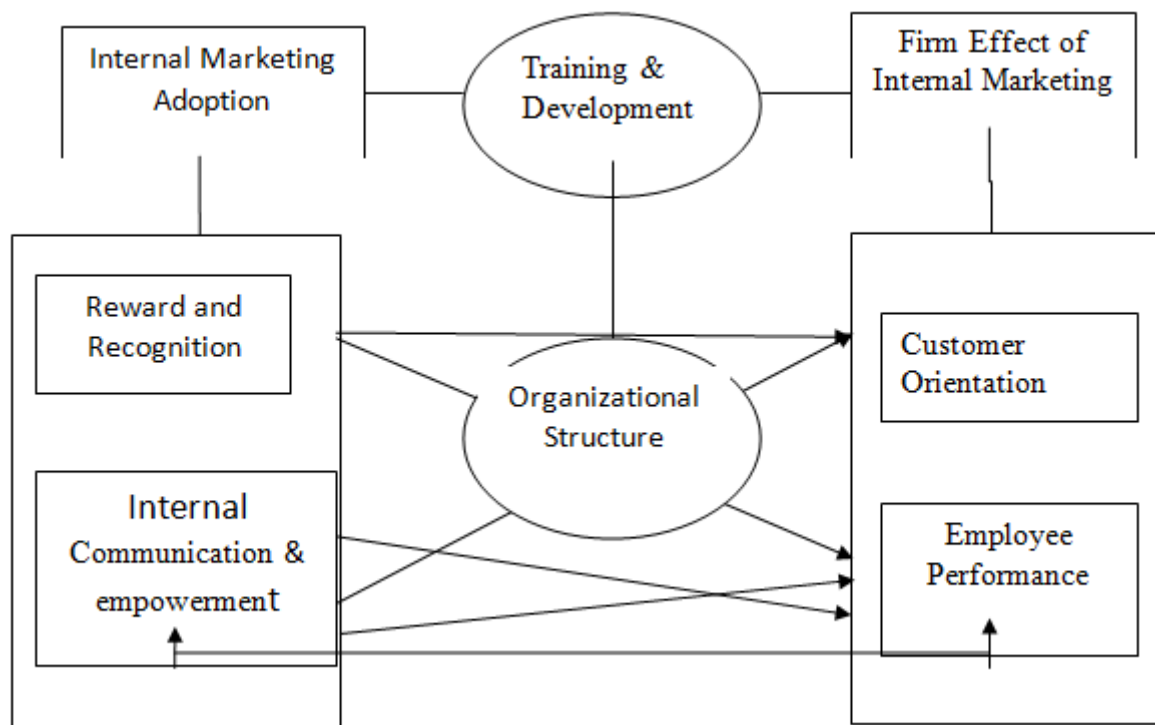 Internal Marketing
Adoption
Training &
Development
Firm Effect of
Internal Marketing
Reward and
Recognition
Organizational
Structure
Customer
Orientation
Internal
Communication &
empowerment
Employee
Performance